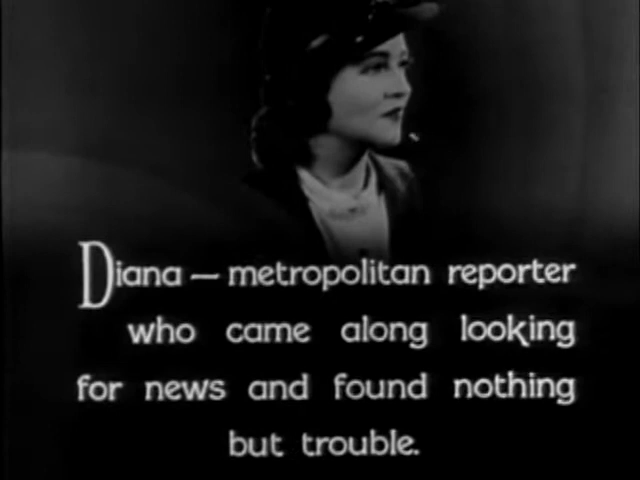 Diana — metropolitan reporter
who came along looking
for news and found nothing
but trouble.